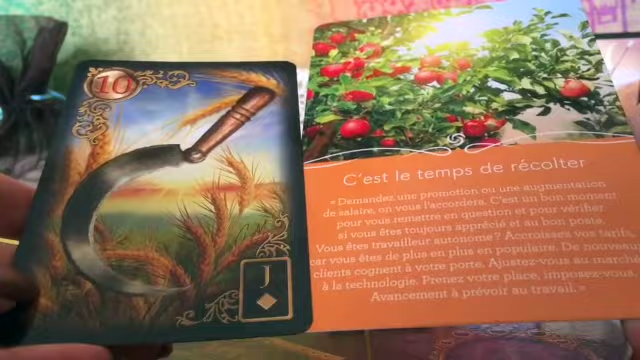 10
J
C'est le temps de récolter
« Demandez une promotion ou une augmentation
de salaire, on vous l'accordera. C'est un bon moment
pour vous remettre en question et pour vérifier
si vous êtes toujours apprécié et au bon poste.
Vous êtes travailleur autonome? Accroissez vos tarifs,
car vous êtes de plus en plus populaire. De nouveaux
clients cognent à votre porte. Ajustez-vous au marché
à la technologie. Prenez votre place, imposez-vous.
Avancement à prévoir au travail. »